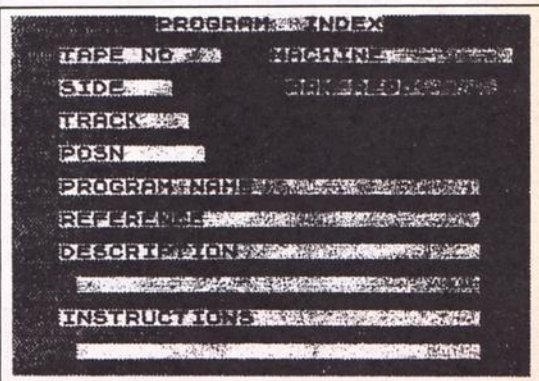 PROGRAM INDEX
TAPE NO MACHINE
SIDE
TRACK
POSN
PROGRAM NAME
REFERENCE
DESCRIPTION
INSTRUCTIONS